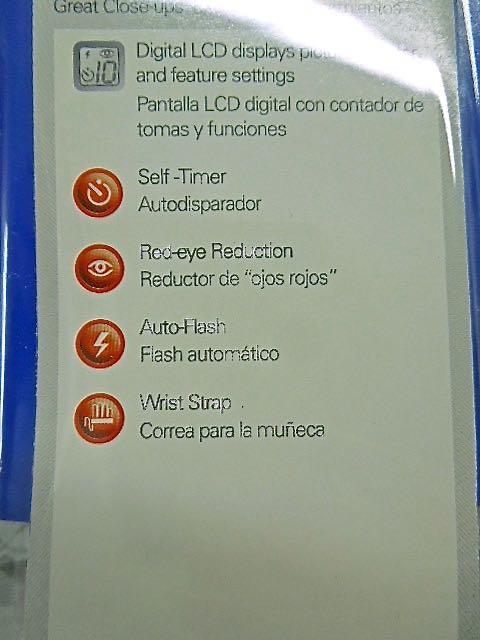 Great Close-ups
Digital LCD displays
and feature settings
Pantalla LCD digital con contador de
tomas y funciones
10
Self-Timer
Autodisparador
Red-eye Reduction
Reductor de "ojos rojos"
Auto-Flash
Flash automático
Wrist Strap
Correa para la muñeca